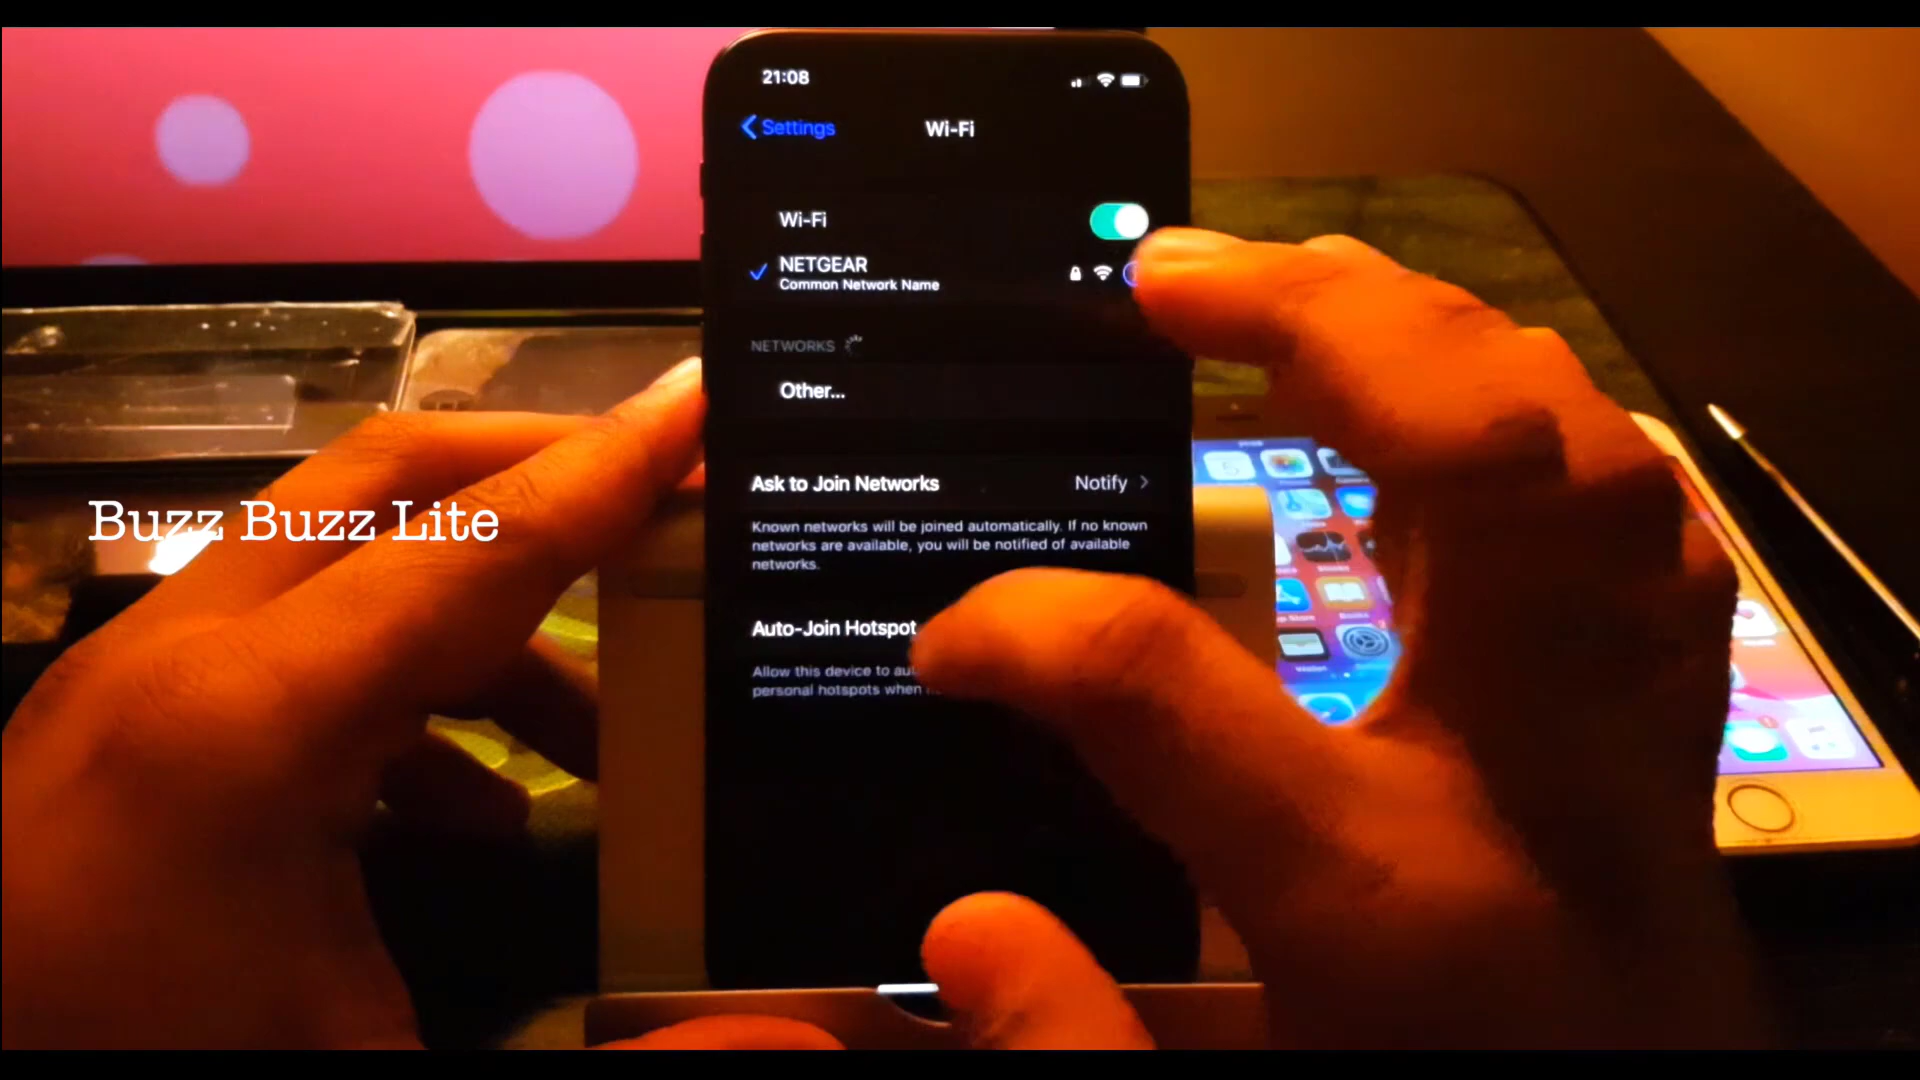 21:08
Settings
Wi-Fi
Wi-Fi
NETGEAR
Common Network Name
NETWORKS
Other...
Ask to Join Networks
Notify
Known networks will be joined automatically. If no known
networks are available, you will be notified of available
networks.
Auto-Join Hotspot
Allow this device to
personal hotspots when
Buzz Buzz Lite
5
Books